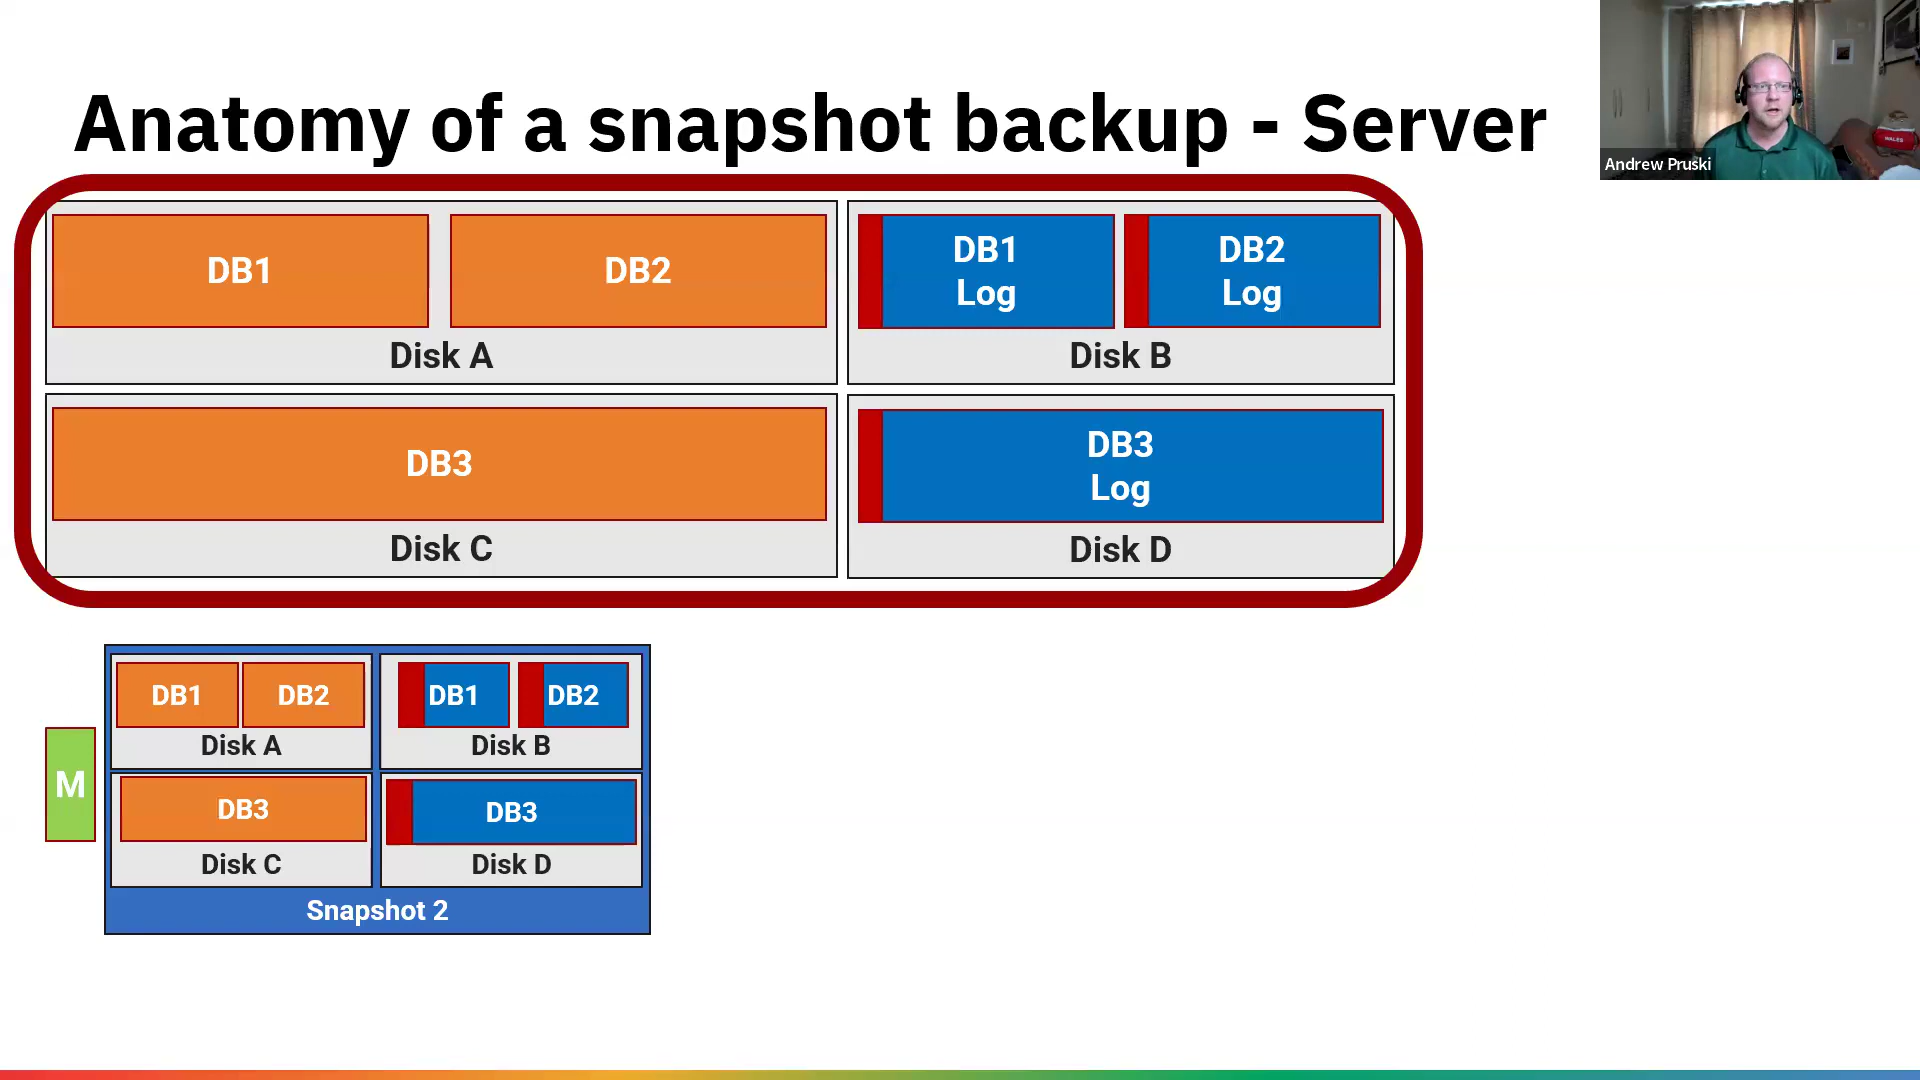 Anatomy of a snapshot backup - Server
Andrew Pruski
WALES
DB1
DB2
Disk A
DB1
Log
DB2
Log
Disk B
DB3
Disk C
DB3
Log
Disk D
M
DB1
DB2
Disk A
DB1
DB2
Disk B
DB3
Disk C
DB3
Disk D
Snapshot 2